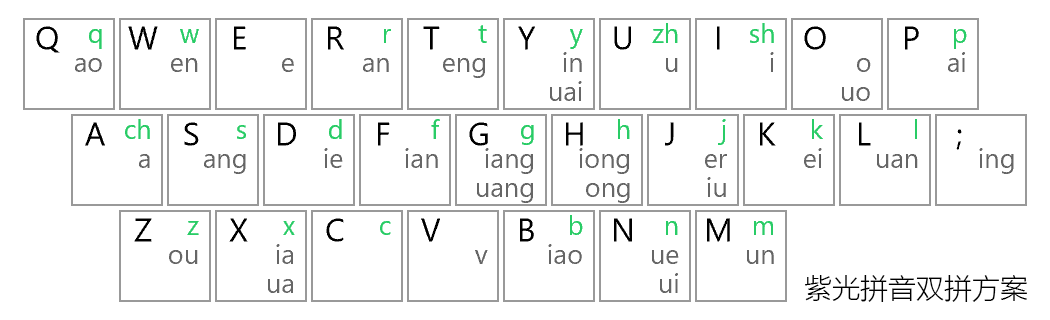 Q q W w E R r T t Y y U zh I sh O P p
ao en e an eng in u i o ai
uai uo
A ch S s D d F f G g H h J j K k L l ;
a ang ie ian iang iong er ei uan ing
uang ong iu
Z z X x C c V B b N n M m
ou ia v iao ue un
ua ui
紫光拼音双拼方案